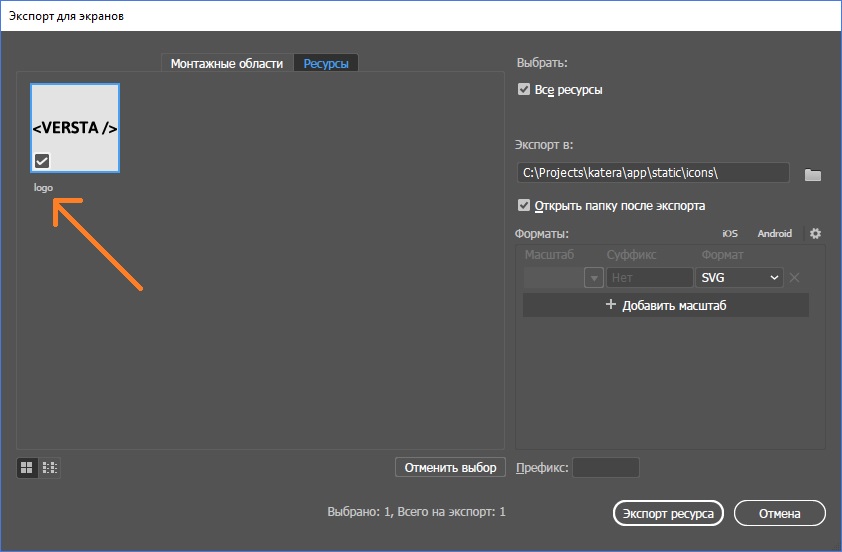 Экспорт для экранов
Монтажные области
Ресурсы
<VERSTA />
logo
Отменить выбор
Выбрано: 1, Всего на экспорт: 1
Выбрать:
Все ресурсы
Экспорт в:
C:\Projects\katera\app\static\icons\
Открыть папку после экспорта
Форматы:
iOS
Android
Масштаб
Суффикс
Формат
Нет
SVG
+ Добавить масштаб
Префикс:
Экспорт ресурса
Отмена